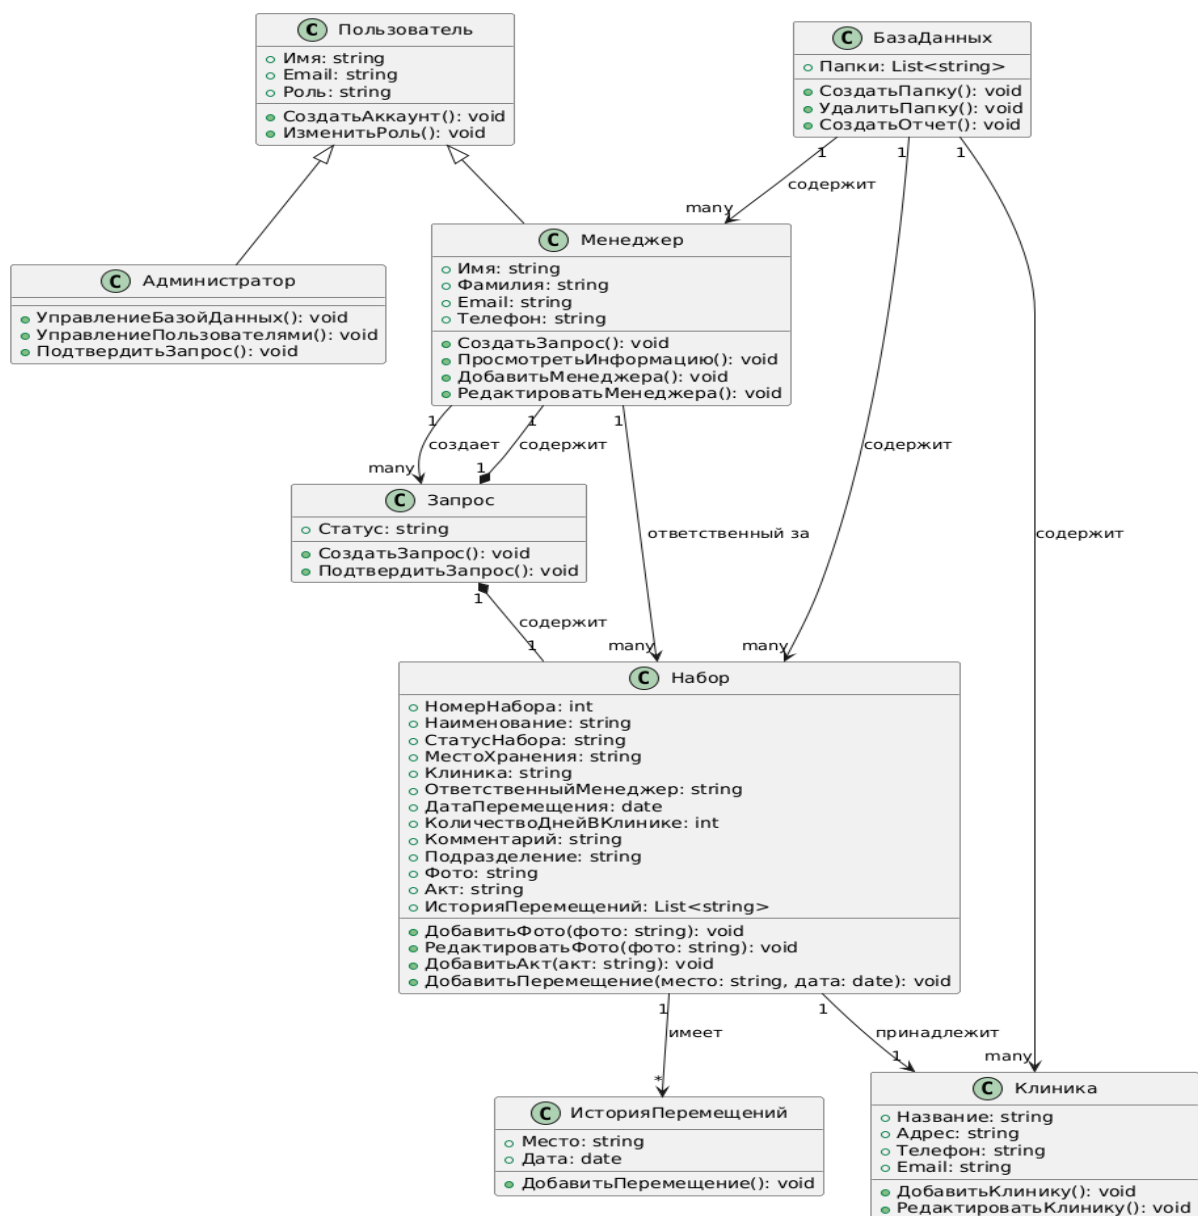 C Пользователь
Имя: string
Email: string
Роль: string
СоздатьАккаунт(): void
ИзменитьРоль(): void
C БазаДанных
Папки: List<string>
СоздатьПапку(): void
УдалитьПапку(): void
СоздатьОтчет(): void
1
1
1
содержит
many
C Менеджер
Имя: string
Фамилия: string
Email: string
Телефон: string
СоздатьЗапрос(): void
ПросмотретьИнформацию(): void
ДобавитьМенеджера(): void
РедактироватьМенеджера(): void
C Администратор
УправлениеБазойДанных(): void
УправлениеПользователями(): void
ПодтвердитьЗапрос(): void
1
1
1
создает
содержит
содержит
many
1
C Запрос
Статус: string
СоздатьЗапрос(): void
ПодтвердитьЗапрос(): void
ответственный за
содержит
1
содержит
1
many
many
C Набор
НомерНабора: int
Наименование: string
СтатусНабора: string
МестоХранения: string
Клиника: string
ОтветственныйМенеджер: string
ДатаПеремещения: date
КоличествоДнейВКлинике: int
Комментарий: string
Подразделение: string
Фото: string
Акт: string
ИсторияПеремещений: List<string>
ДобавитьФото(фото: string): void
РедактироватьФото(фото: string): void
ДобавитьАкт(акт: string): void
ДобавитьПеремещение(место: string, дата: date): void
1
1
имеет
принадлежит
*
1
many
C ИсторияПеремещений
Место: string
Дата: date
ДобавитьПеремещение(): void
C Клиника
Название: string
Адрес: string
Телефон: string
Email: string
ДобавитьКлинику(): void
РедактироватьКлинику(): void